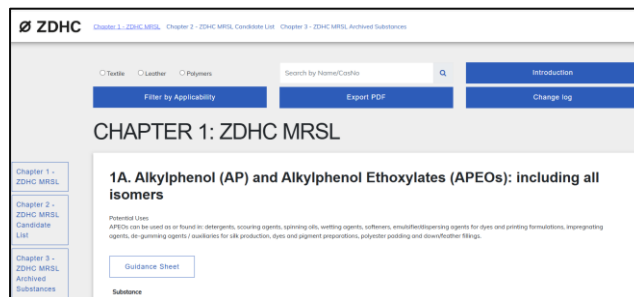 Ø ZDHC
Chapter 1 - ZDHC MRSL Chapter 2 - ZDHC MRSL Candidate List Chapter 3 - ZDHC MRSL Archived Substances
Textile Leather Polymers
Search by Name/CasNo
Introduction
Filter by Applicability
Export PDF
Change log
CHAPTER 1: ZDHC MRSL
Chapter 1 -
ZDHC MRSL
Chapter 2 -
ZDHC MRSL
Candidate
List
Chapter 3 -
ZDHC MRSL
Archived
Substances
1A. Alkylphenol (AP) and Alkylphenol Ethoxylates (APEOs): including all
isomers
Potential Uses
APEOs can be used as or found in: detergents, scouring agents, spinning oils, wetting agents, softeners, emulsifier/dispersing agents for dyes and printing formulations, impregnating
agents, de-gumming agents / auxiliaries for silk production, dyes and pigment preparations, polyester padding and down/feather fillings.
Guidance Sheet
Substance